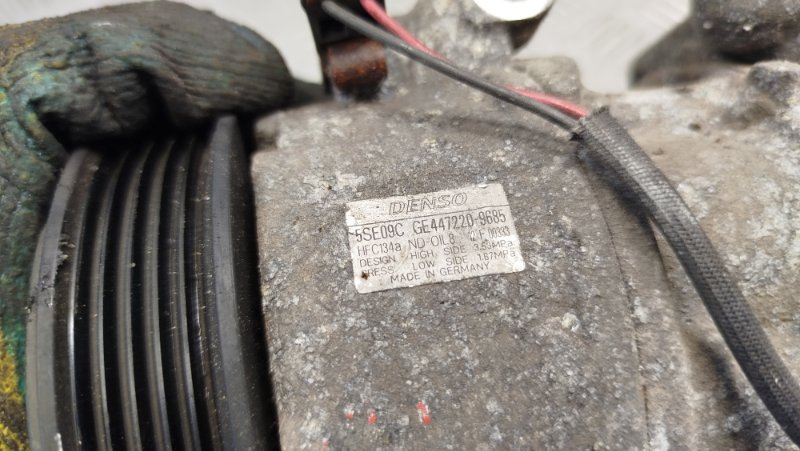 DENSO
5SE09C GE447220-9685
HFC134a ND-OIL8
DESIGN HIGH SIDE 3.53MPa
PRESS LOW SIDE 1.67MPa
MADE IN GERMANY